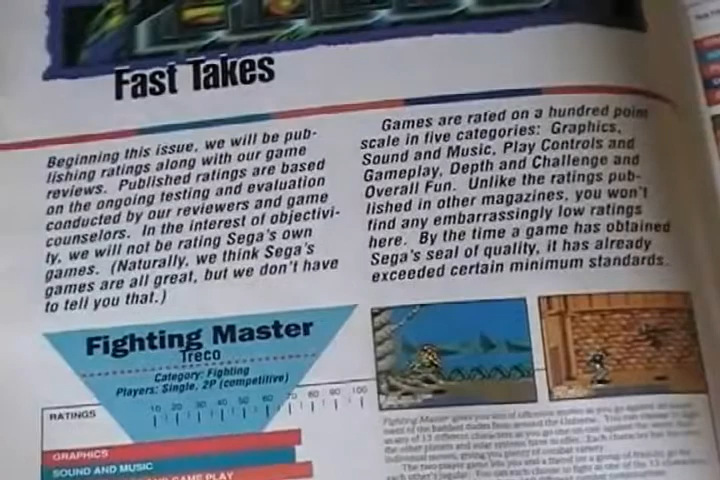 Fast Takes
Beginning this issue, we will be pub-
lishing ratings along with our game
reviews. Published ratings are based
on the ongoing testing and evaluation
conducted by our reviewers and game
counselors. In the interest of objectivi-
ty, we will not be rating Sega's own
games. (Naturally, we think Sega's
games are all great, but we don't have
to tell you that.)
Games are rated on a hundred point
scale in five categories: Graphics,
Sound and Music, Play Controls and
Gameplay, Depth and Challenge and
Overall Fun. Unlike the ratings pub-
lished in other magazines, you won't
find any embarrassingly low ratings
here. By the time a game has obtained
Sega's seal of quality, it has already
exceeded certain minimum standards.
Fighting Master
Treco
Category: Fighting
Players: Single, 2P (competitive)
RATINGS 10 20 30 40 50 60 70 80 90 100
GRAPHICS
SOUND AND MUSIC
AND GAME PLAY